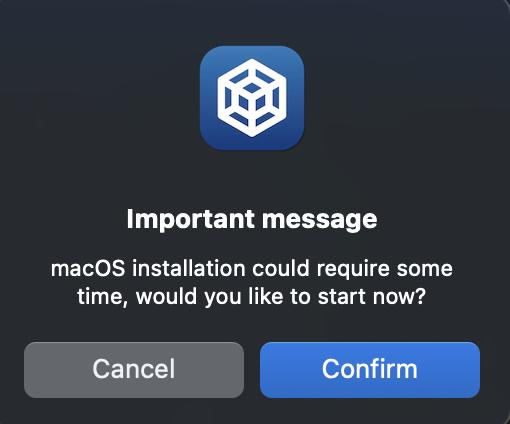 Important message
macOS installation could require some
time, would you like to start now?
Cancel
Confirm